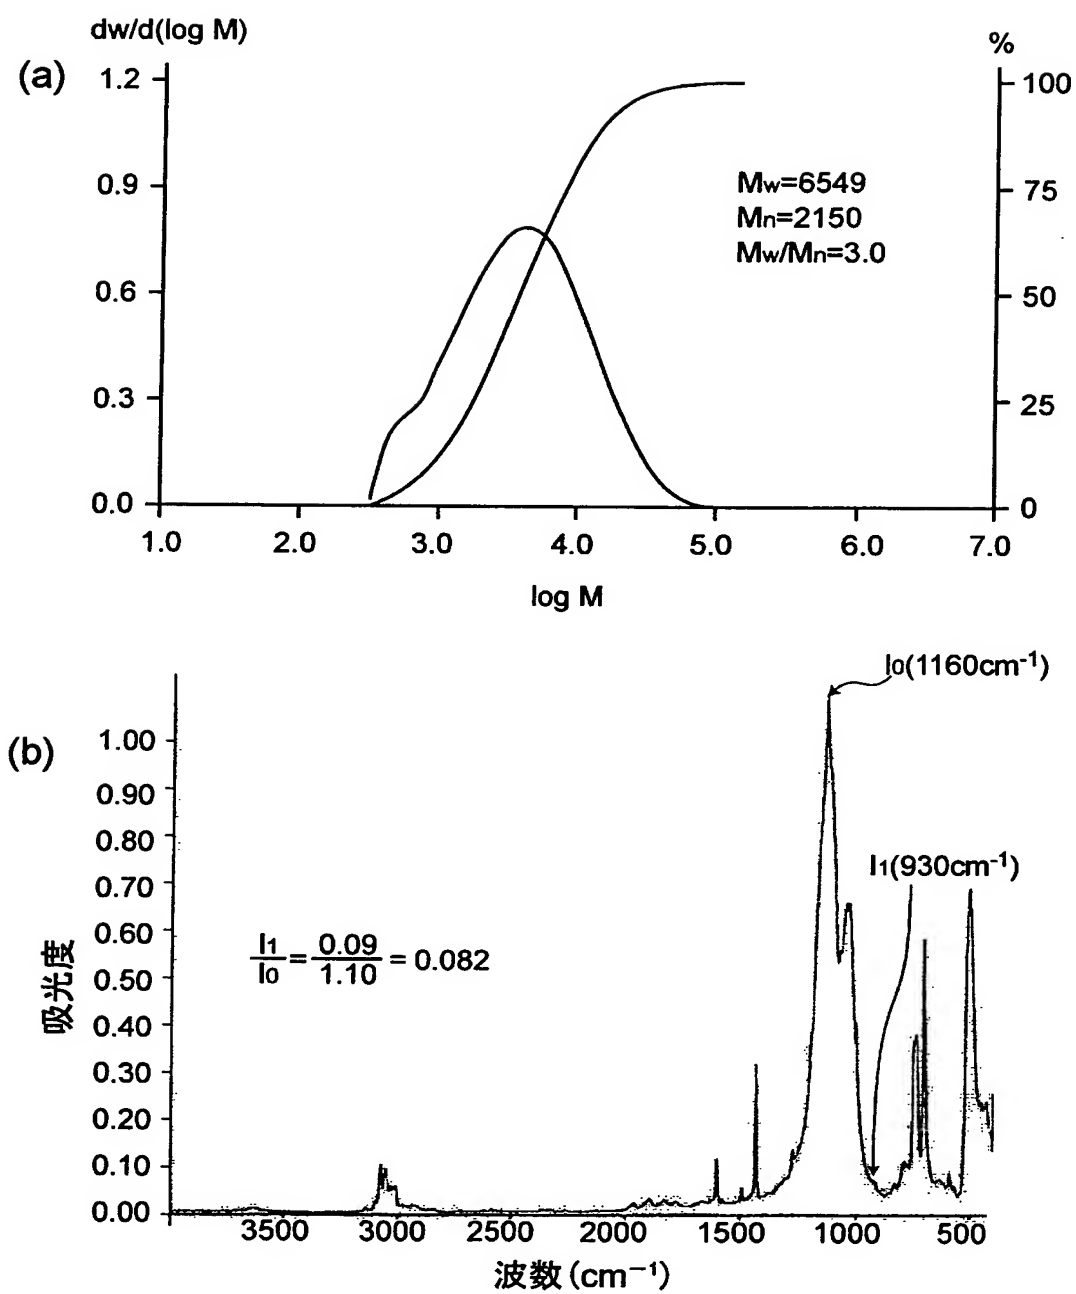 dw/d(log M)
%
(a)
1.2
0.9
0.6
0.3
0.0
100
75
50
25
0
Mw=6549
Mn=2150
Mw/Mn=3.0
1.0 2.0 3.0 4.0 5.0 6.0 7.0
log M
I0(1160cm-1)
(b)
1.00
0.90
0.80
0.70
0.60
0.50
0.40
0.30
0.20
0.10
0.00
吸光度
I1(930cm-1)
I1/I0 = 0.09/1.10 = 0.082
3500 3000 2500 2000 1500 1000 500
波数(cm-1)